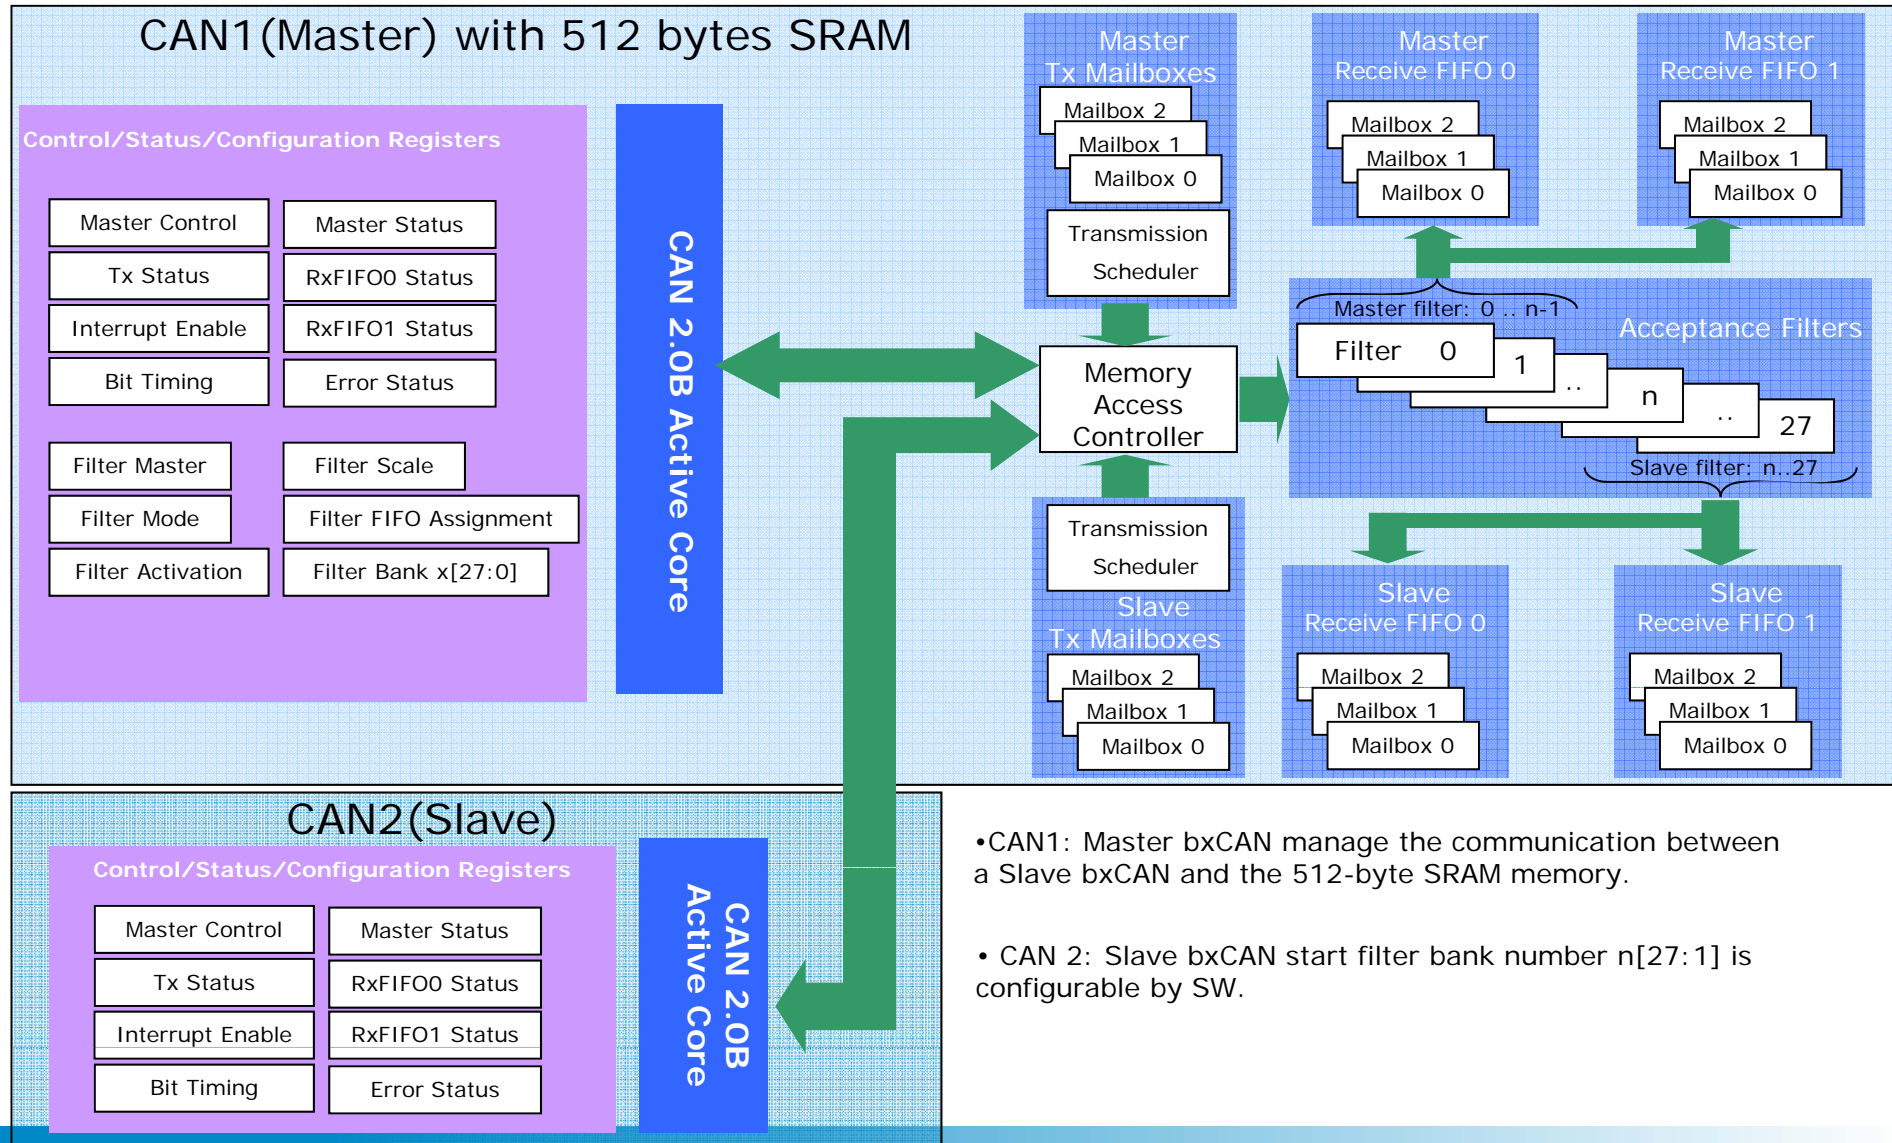 CAN1(Master) with 512 bytes SRAM
Control/Status/Configuration Registers
Master Control
Master Status
Tx Status
RxFIFO0 Status
Interrupt Enable
RxFIFO1 Status
Bit Timing
Error Status
Filter Master
Filter Scale
Filter Mode
Filter FIFO Assignment
Filter Activation
Filter Bank x[27:0]
CAN 2.0B Active Core
Master
Tx Mailboxes
Mailbox 2
Mailbox 1
Mailbox 0
Transmission
Scheduler
Master
Receive FIFO 0
Mailbox 2
Mailbox 1
Mailbox 0
Master
Receive FIFO 1
Mailbox 2
Mailbox 1
Mailbox 0
Memory
Access
Controller
Master filter: 0 .. n-1
Acceptance Filters
Filter 0
1
..
n
..
27
Slave filter: n..27
Transmission
Scheduler
Slave
Tx Mailboxes
Mailbox 2
Mailbox 1
Mailbox 0
Slave
Receive FIFO 0
Mailbox 2
Mailbox 1
Mailbox 0
Slave
Receive FIFO 1
Mailbox 2
Mailbox 1
Mailbox 0
CAN2(Slave)
Control/Status/Configuration Registers
Master Control
Master Status
Tx Status
RxFIFO0 Status
Interrupt Enable
RxFIFO1 Status
Bit Timing
Error Status
CAN 2.0B
Active Core
•CAN1: Master bxCAN manage the communication between
a Slave bxCAN and the 512-byte SRAM memory.
• CAN 2: Slave bxCAN start filter bank number n[27:1] is
configurable by SW.